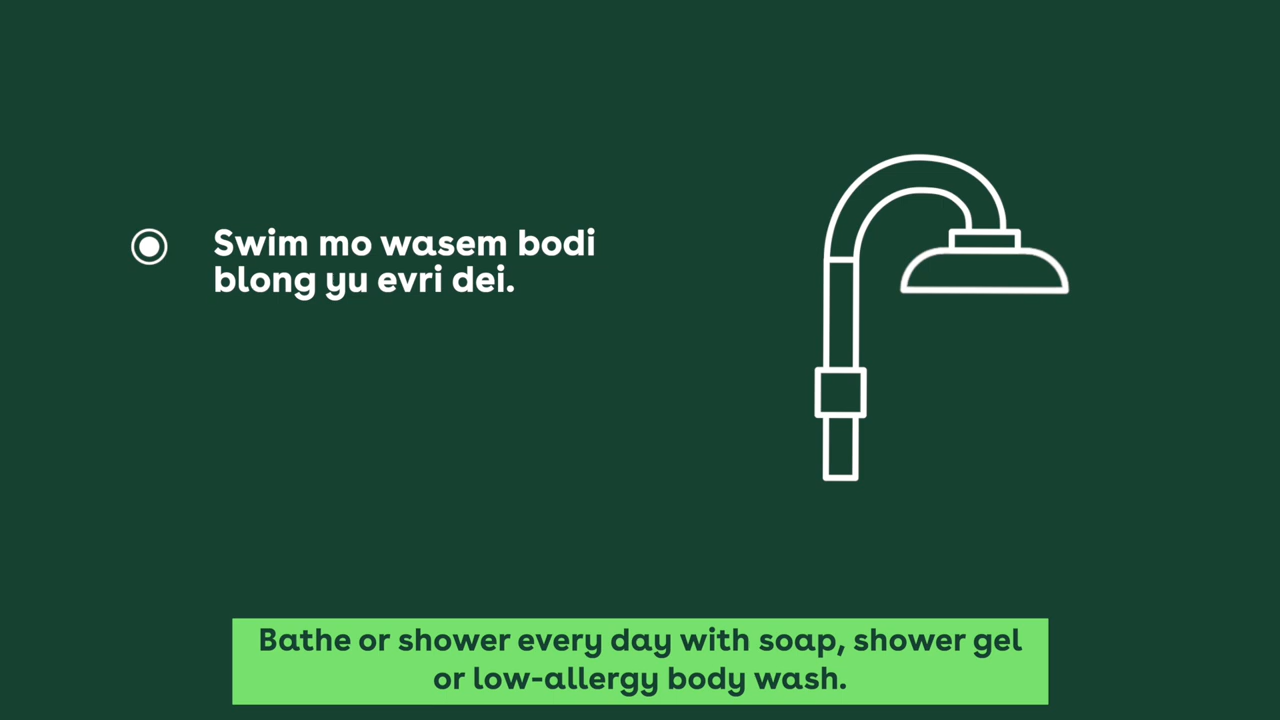 Swim mo wasem bodi
blong yu evri dei.
Bathe or shower every day with soap, shower gel
or low-allergy body wash.